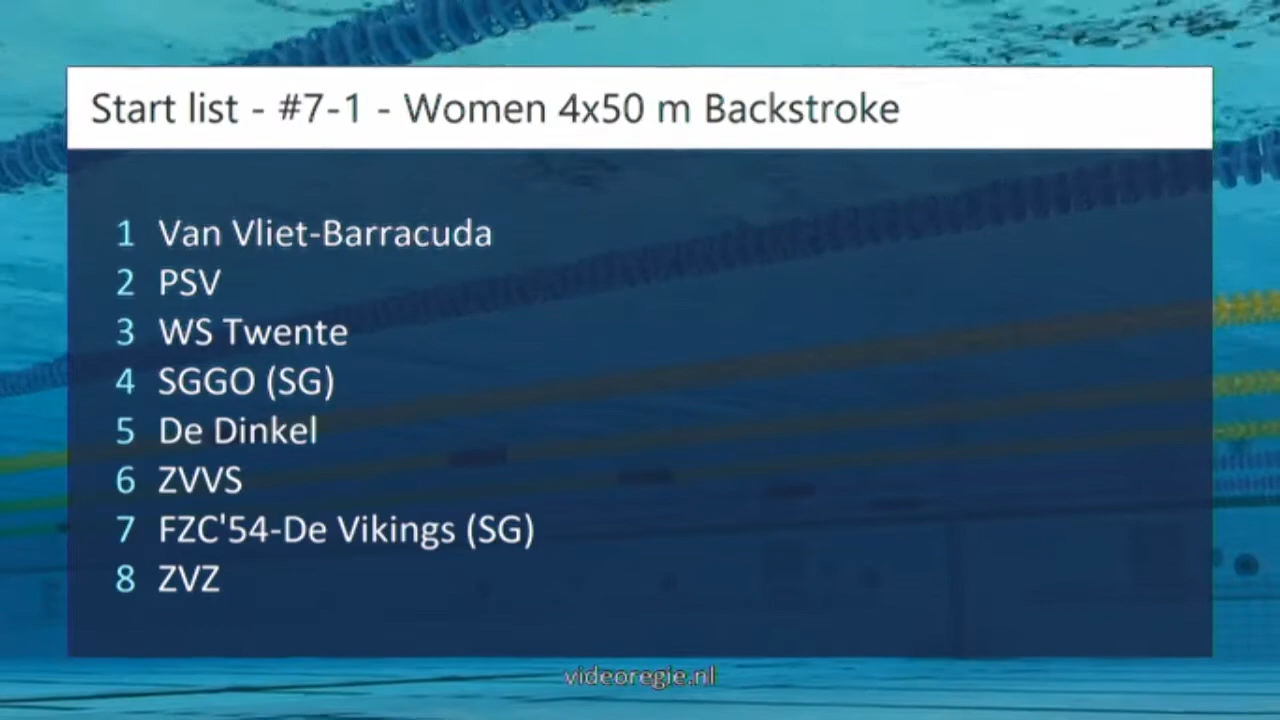 Start list - #7-1 - Women 4x50 m Backstroke
1 Van Vliet-Barracuda
2 PSV
3 WS Twente
4 SGGO (SG)
5 De Dinkel
6 ZVVS
7 FZC'54-De Vikings (SG)
8 ZVZ
videoregie.nl